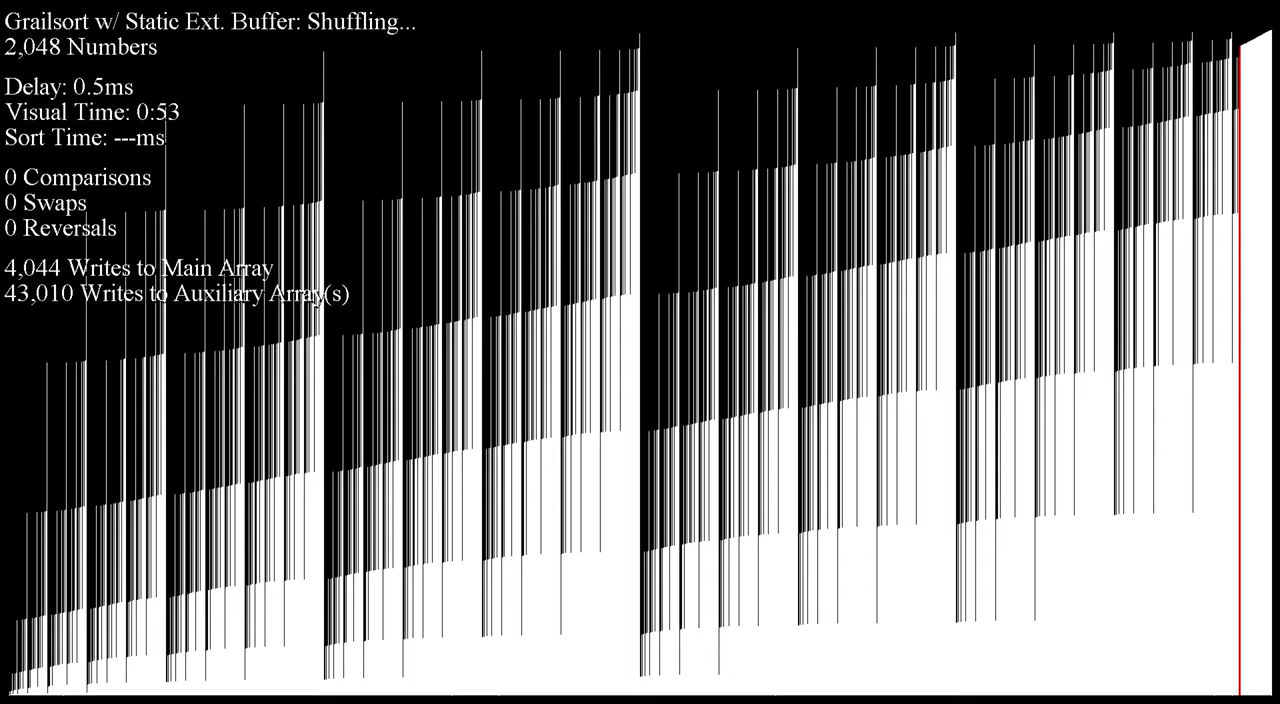 Grailsort w/ Static Ext. Buffer: Shuffling...
2,048 Numbers
Delay: 0.5ms
Visual Time: 0:53
Sort Time: ---ms
0 Comparisons
0 Swaps
0 Reversals
4,044 Writes to Main Array
43,010 Writes to Auxiliary Array(s)